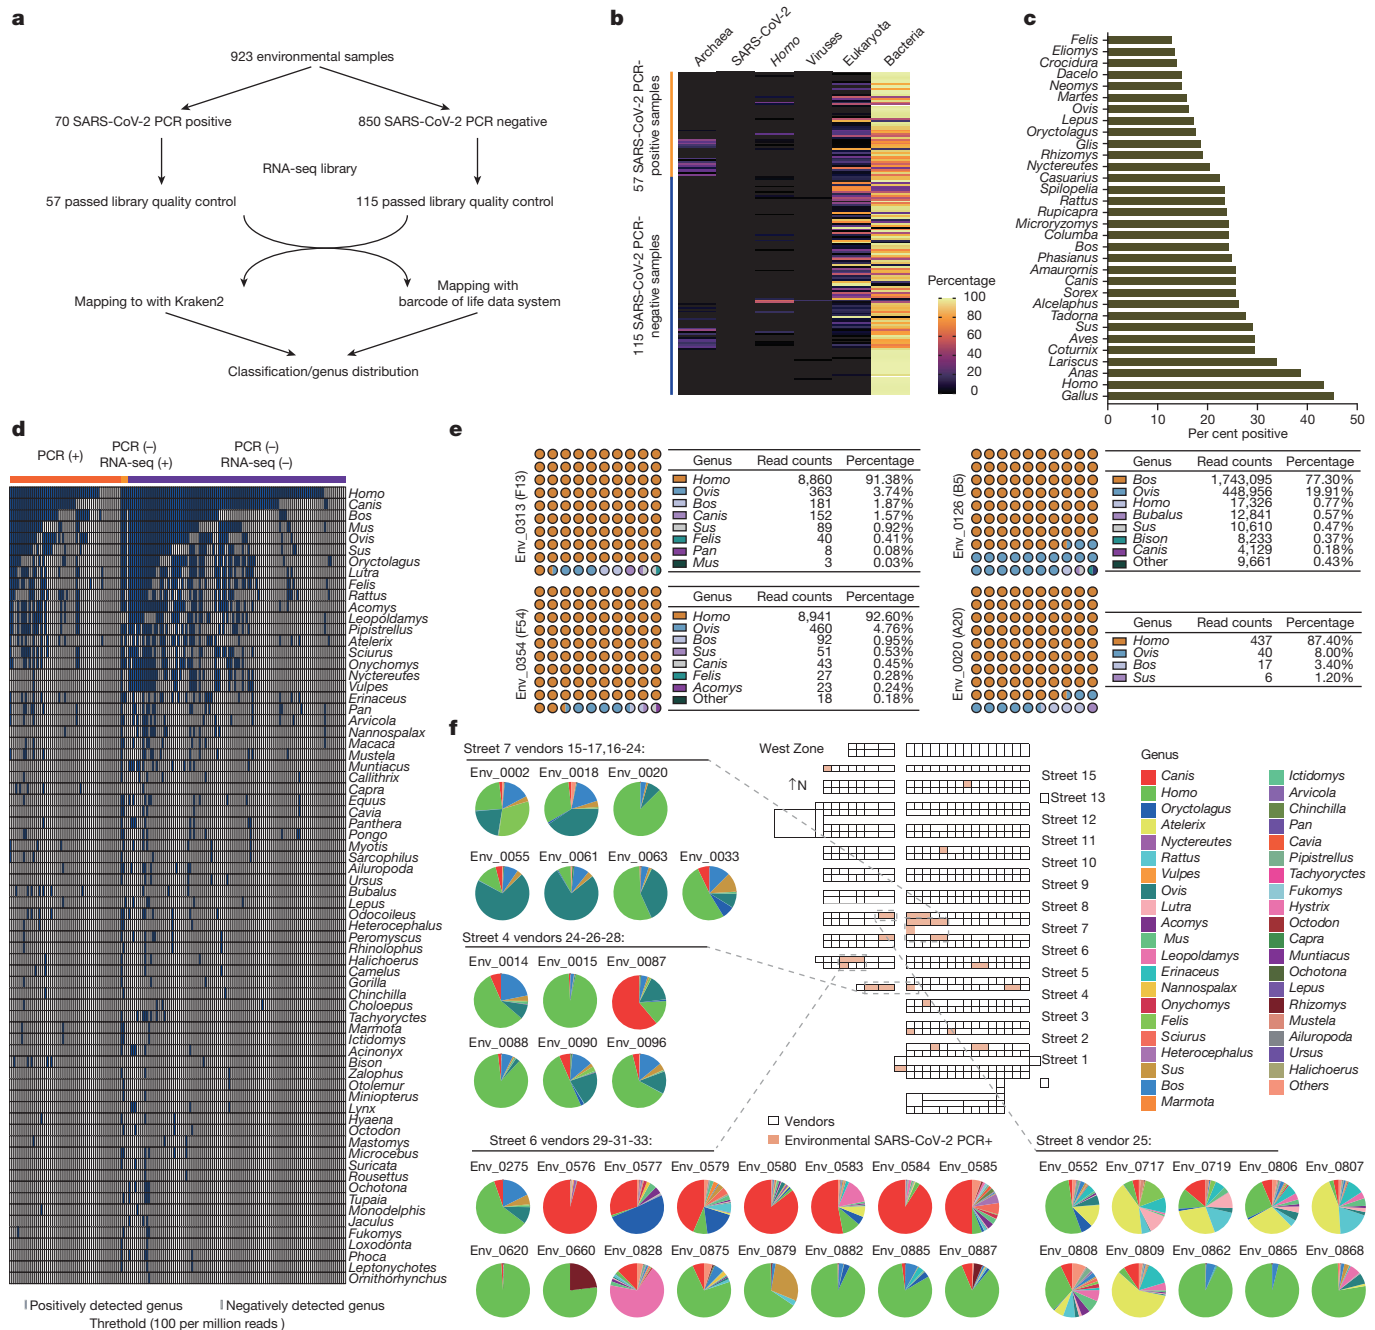 a
923 environmental samples
70 SARS-CoV-2 PCR positive
850 SARS-CoV-2 PCR negative
RNA-seq library
57 passed library quality control
115 passed library quality control
Mapping to with Kraken2
Mapping with
barcode of life data system
Classification/genus distribution
b
Archaea
SARS-CoV-2
Homo
Viruses
Eukaryota
Bacteria
57 SARS-CoV-2 PCR-
positive samples
115 SARS-CoV-2 PCR-
negative samples
Percentage
100
80
60
40
20
0
c
Felis
Eliomys
Crocidura
Dacelo
Neomys
Martes
Ovis
Lepus
Oryctolagus
Glis
Rhizomys
Nyctereutes
Casuarius
Spilopelia
Rattus
Rupicapra
Microryzomys
Columba
Bos
Phasianus
Amauromis
Canis
Sorex
Alcelaphus
Tadorna
Sus
Aves
Coturnix
Lariscus
Anas
Homo
Gallus
0 10 20 30 40 50
Per cent positive
d
PCR (+)
PCR (–)
RNA-seq (+)
PCR (–)
RNA-seq (–)
Homo
Canis
Bos
Mus
Ovis
Sus
Oryctolagus
Lutra
Felis
Rattus
Acomys
Leopoldamys
Pipistrellus
Atelerix
Sciurus
Onychomys
Nyctereutes
Vulpes
Erinaceus
Pan
Arvicola
Nannospalax
Macaca
Mustela
Muntiacus
Callithrix
Capra
Equus
Cavia
Panthera
Pongo
Myotis
Sarcophilus
Ailuropoda
Ursus
Bubalus
Lepus
Odocoileus
Heterocephalus
Peromyscus
Rhinolophus
Halichoerus
Camelus
Gorilla
Chinchilla
Choloepus
Tachyoryctes
Marmota
Ictidomys
Acinonyx
Bison
Zalophus
Otolemur
Miniopterus
Lynx
Hyaena
Octodon
Mastomys
Microcebus
Suricata
Rousettus
Ochotona
Tupaia
Monodelphis
Jaculus
Fukomys
Loxodonta
Phoca
Leptonychotes
Ornithorhynchus
Positively detected genus
Negatively detected genus
Threshold (100 per million reads )
e
Env_0313 (F13)
Genus Read counts Percentage
Homo 8,860 91.38%
Ovis 363 3.74%
Bos 181 1.87%
Canis 152 1.57%
Sus 89 0.92%
Felis 40 0.41%
Pan 8 0.08%
Mus 3 0.03%
Env_0126 (B5)
Genus Read counts Percentage
Bos 1,743,095 77.30%
Ovis 448,956 19.91%
Homo 17,326 0.77%
Bubalus 12,841 0.57%
Sus 10,610 0.47%
Bison 8,233 0.37%
Canis 4,129 0.18%
Other 9,661 0.43%
Env_0354 (F54)
Genus Read counts Percentage
Homo 8,941 92.60%
Ovis 460 4.76%
Bos 92 0.95%
Sus 51 0.53%
Canis 43 0.45%
Felis 27 0.28%
Acomys 23 0.24%
Other 18 0.18%
Env_0020 (A20)
Genus Read counts Percentage
Homo 437 87.40%
Ovis 40 8.00%
Bos 17 3.40%
Sus 6 1.20%
f
Street 7 vendors 15-17,16-24:
Env_0002 Env_0018 Env_0020
Env_0055 Env_0061 Env_0063 Env_0033
Street 4 vendors 24-26-28:
Env_0014 Env_0015 Env_0087
Env_0088 Env_0090 Env_0096
West Zone
↑N
Street 15
Street 13
Street 12
Street 11
Street 10
Street 9
Street 8
Street 7
Street 6
Street 5
Street 4
Street 3
Street 2
Street 1
Vendors
Environmental SARS-CoV-2 PCR+
Genus
Canis
Homo
Oryctolagus
Atelerix
Nyctereutes
Rattus
Vulpes
Ovis
Lutra
Acomys
Mus
Leopoldamys
Erinaceus
Nannospalax
Onychomys
Felis
Sciurus
Heterocephalus
Sus
Bos
Marmota
Ictidomys
Arvicola
Chinchilla
Pan
Cavia
Pipistrellus
Tachyoryctes
Fukomys
Hystrix
Octodon
Capra
Muntiacus
Ochotona
Lepus
Rhizomys
Mustela
Ailuropoda
Ursus
Halichoerus
Others
Street 6 vendors 29-31-33:
Env_0275 Env_0576 Env_0577 Env_0579 Env_0580 Env_0583 Env_0584 Env_0585
Env_0620 Env_0660 Env_0828 Env_0875 Env_0879 Env_0882 Env_0885 Env_0887
Street 8 vendor 25:
Env_0552 Env_0717 Env_0719 Env_0806 Env_0807
Env_0808 Env_0809 Env_0862 Env_0865 Env_0868